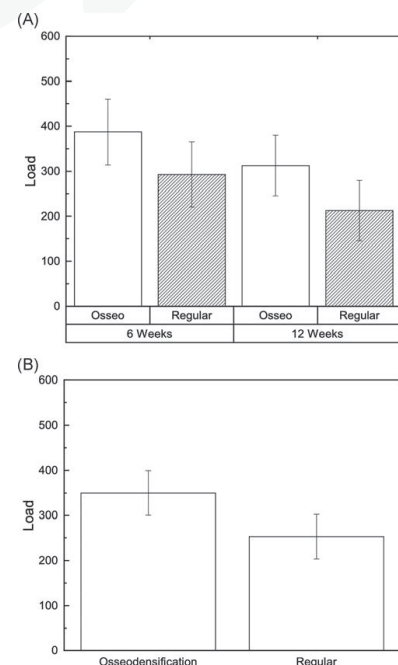 (A)
600
500
400
300
200
100
0
Load
Osseo Regular Osseo Regular
6 Weeks 12 Weeks
(B)
600
500
400
300
200
100
0
Load
Osseodensification Regular